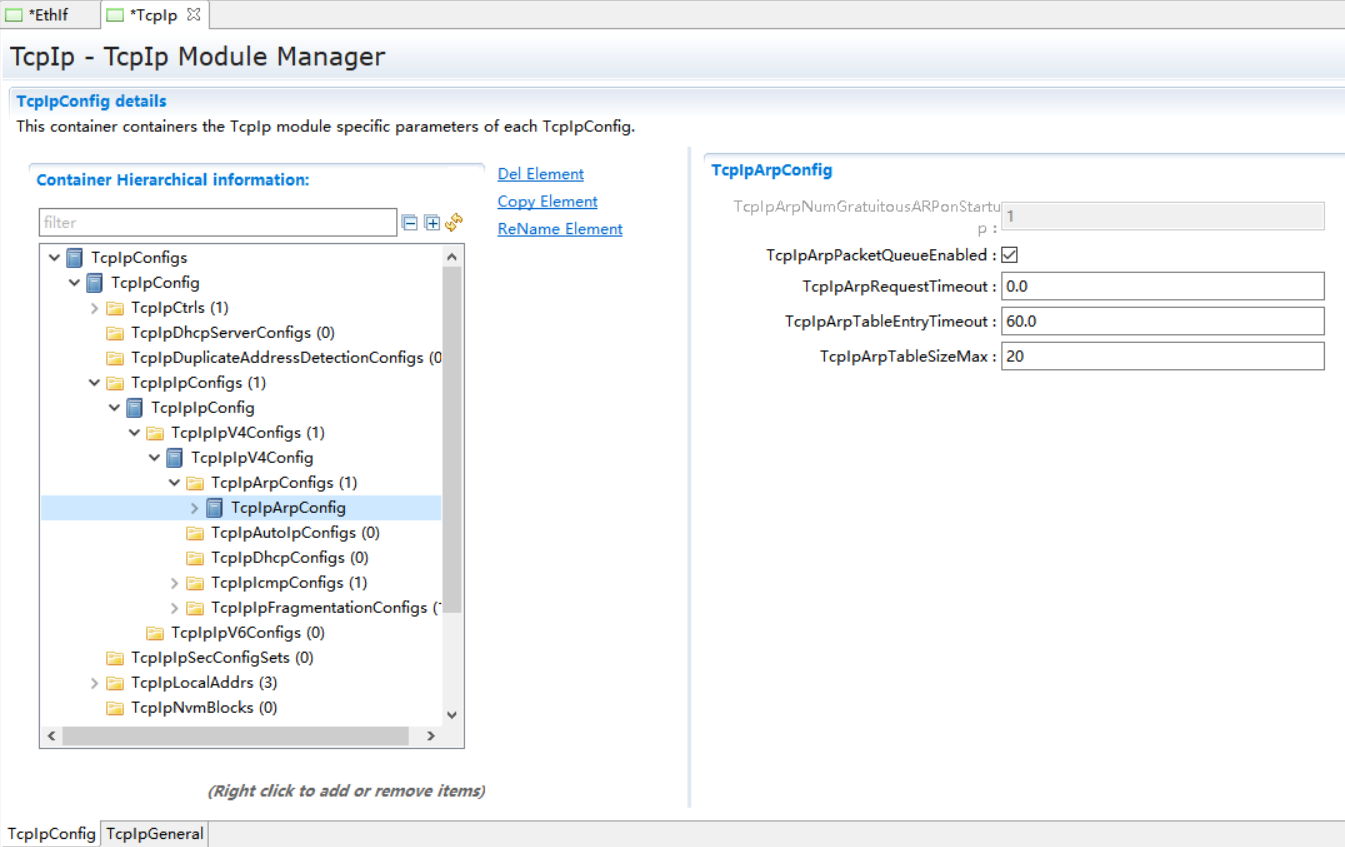 *EthIf
*TcpIp
TcpIp - TcpIp Module Manager
TcpIpConfig details
This container containers the TcpIp module specific parameters of each TcpIpConfig.
Container Hierarchical information:
filter
Del Element
Copy Element
ReName Element
TcpIpConfigs
TcpIpConfig
TcpIpCtrls (1)
TcpIpDhcpServerConfigs (0)
TcpIpDuplicateAddressDetectionConfigs (0
TcpIpIpConfigs (1)
TcpIpIpConfig
TcpIpIpV4Configs (1)
TcpIpIpV4Config
TcpIpArpConfigs (1)
TcpIpArpConfig
TcpIpAutoIpConfigs (0)
TcpIpDhcpConfigs (0)
TcpIpIcmpConfigs (1)
TcpIpIpFragmentationConfigs (
TcpIpIpV6Configs (0)
TcpIpIpSecConfigSets (0)
TcpIpLocalAddrs (3)
TcpIpNvmBlocks (0)
(Right click to add or remove items)
TcpIpArpConfig
TcpIpArpNumGratuitousARPonStartu
p : 1
TcpIpArpPacketQueueEnabled :
TcpIpArpRequestTimeout : 0.0
TcpIpArpTableEntryTimeout : 60.0
TcpIpArpTableSizeMax : 20
TcpIpConfig TcpIpGeneral